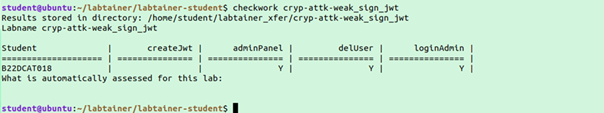 student@ubuntu:~/labtainer/labtainer-student$ checkwork cryp-attk-weak_sign_jwt
Results stored in directory: /home/student/labtainer_xfer/cryp-attk-weak_sign_jwt
Labname cryp-attk-weak_sign_jwt
Student | createJwt | adminPanel | delUser | loginAdmin |
==================== | =============== | =============== | =============== | =============== |
B22DCAT018 | | Y | Y | Y |
What is automatically assessed for this lab:
student@ubuntu:~/labtainer/labtainer-student$